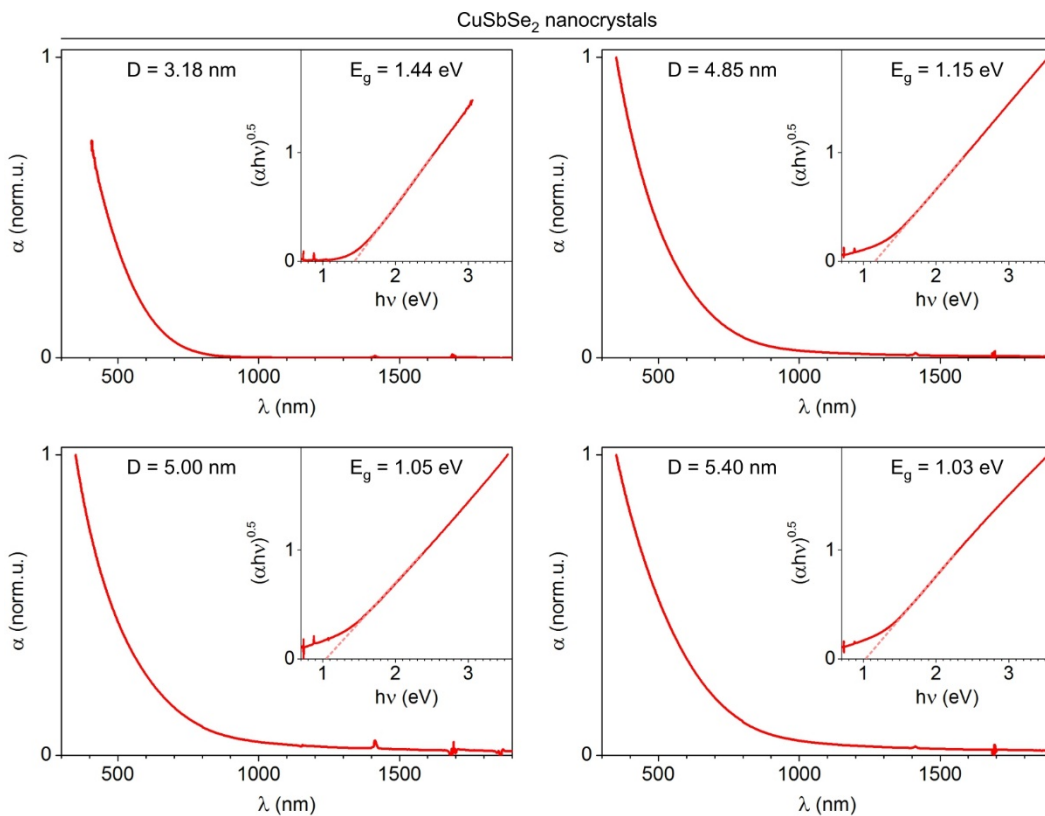 CuSbSe₂ nanocrystals
1
D = 3.18 nm
E_g = 1.44 eV
(αhν)^0.5
1
0
1 2 3
hν (eV)
α (norm.u.)
0
500 1000 1500
λ (nm)
1
D = 4.85 nm
E_g = 1.15 eV
(αhν)^0.5
1
0
1 2 3
hν (eV)
α (norm.u.)
0
500 1000 1500
λ (nm)
1
D = 5.00 nm
E_g = 1.05 eV
(αhν)^0.5
1
0
1 2 3
hν (eV)
α (norm.u.)
0
500 1000 1500
λ (nm)
1
D = 5.40 nm
E_g = 1.03 eV
(αhν)^0.5
1
0
1 2 3
hν (eV)
α (norm.u.)
0
500 1000 1500
λ (nm)